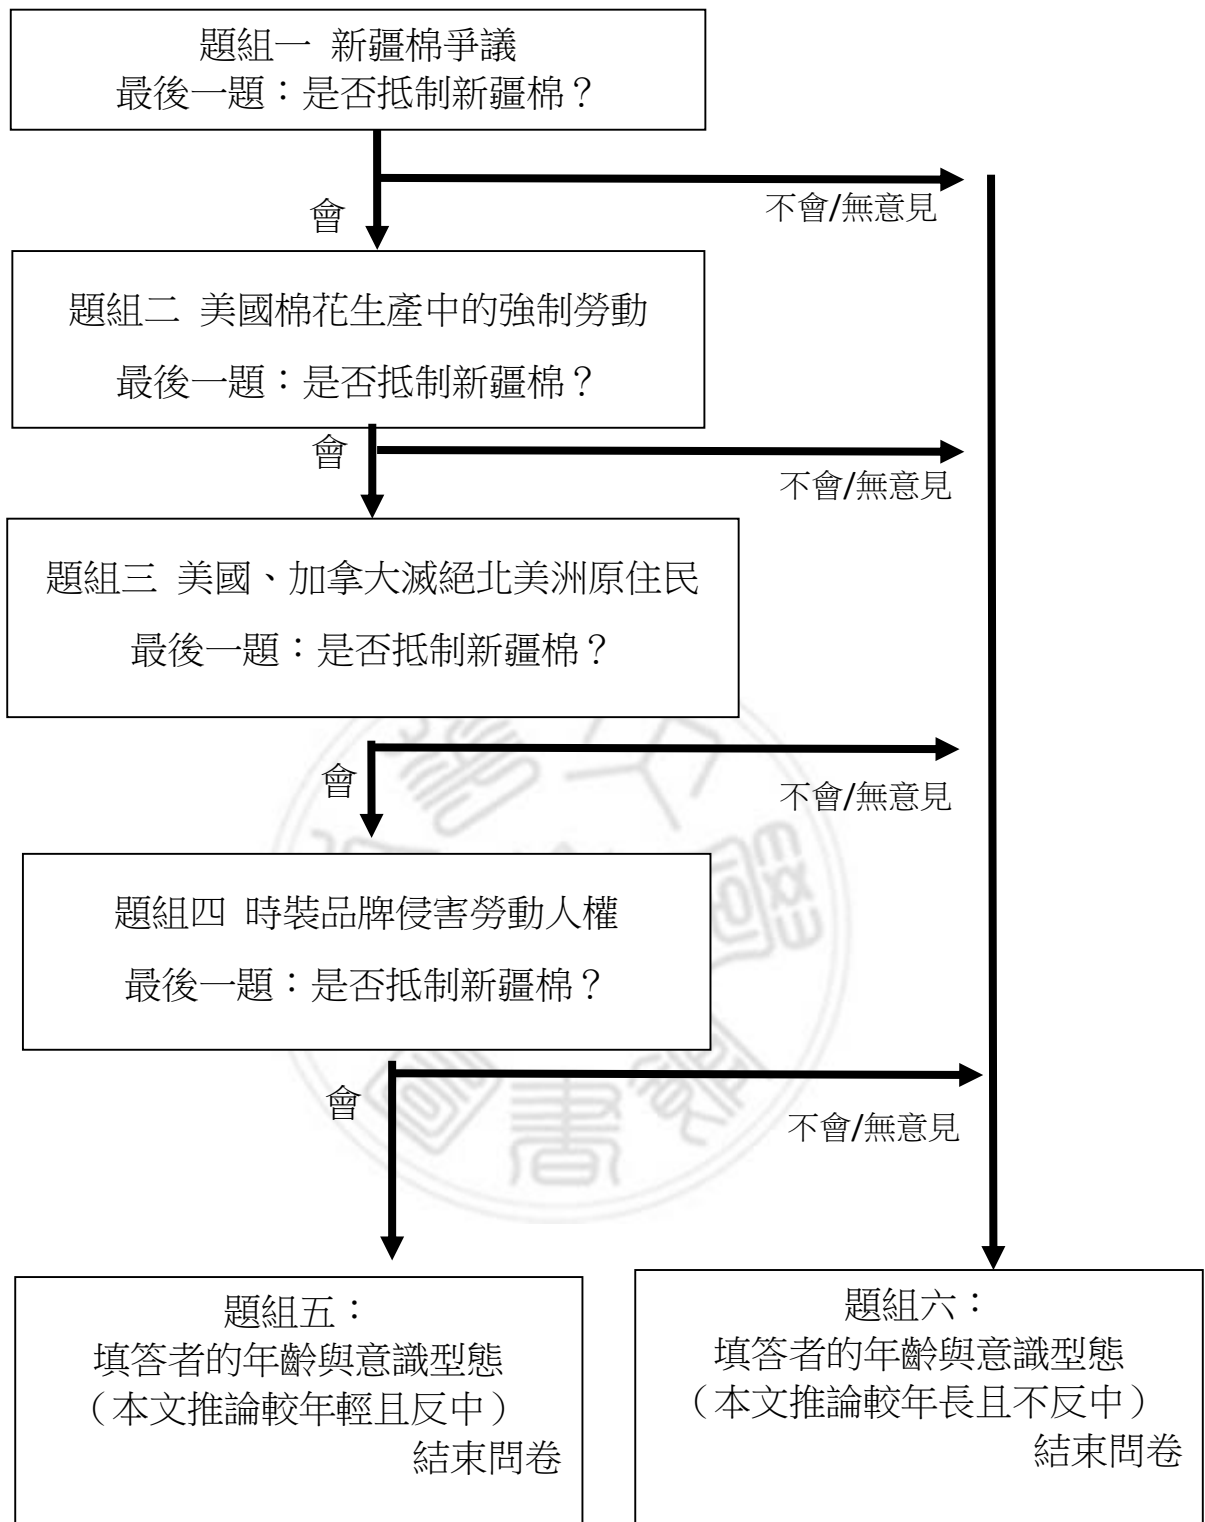 題組一 新疆棉爭議
最後一題：是否抵制新疆棉？
不會/無意見
會
題組二 美國棉花生產中的強制勞動
最後一題：是否抵制新疆棉？
會
不會/無意見
題組三 美國、加拿大滅絕北美洲原住民
最後一題：是否抵制新疆棉？
會
不會/無意見
題組四 時裝品牌侵害勞動人權
最後一題：是否抵制新疆棉？
會
不會/無意見
題組五：
填答者的年齡與意識型態
（本文推論較年輕且反中）
結束問卷
題組六：
填答者的年齡與意識型態
（本文推論較年長且不反中）
結束問卷